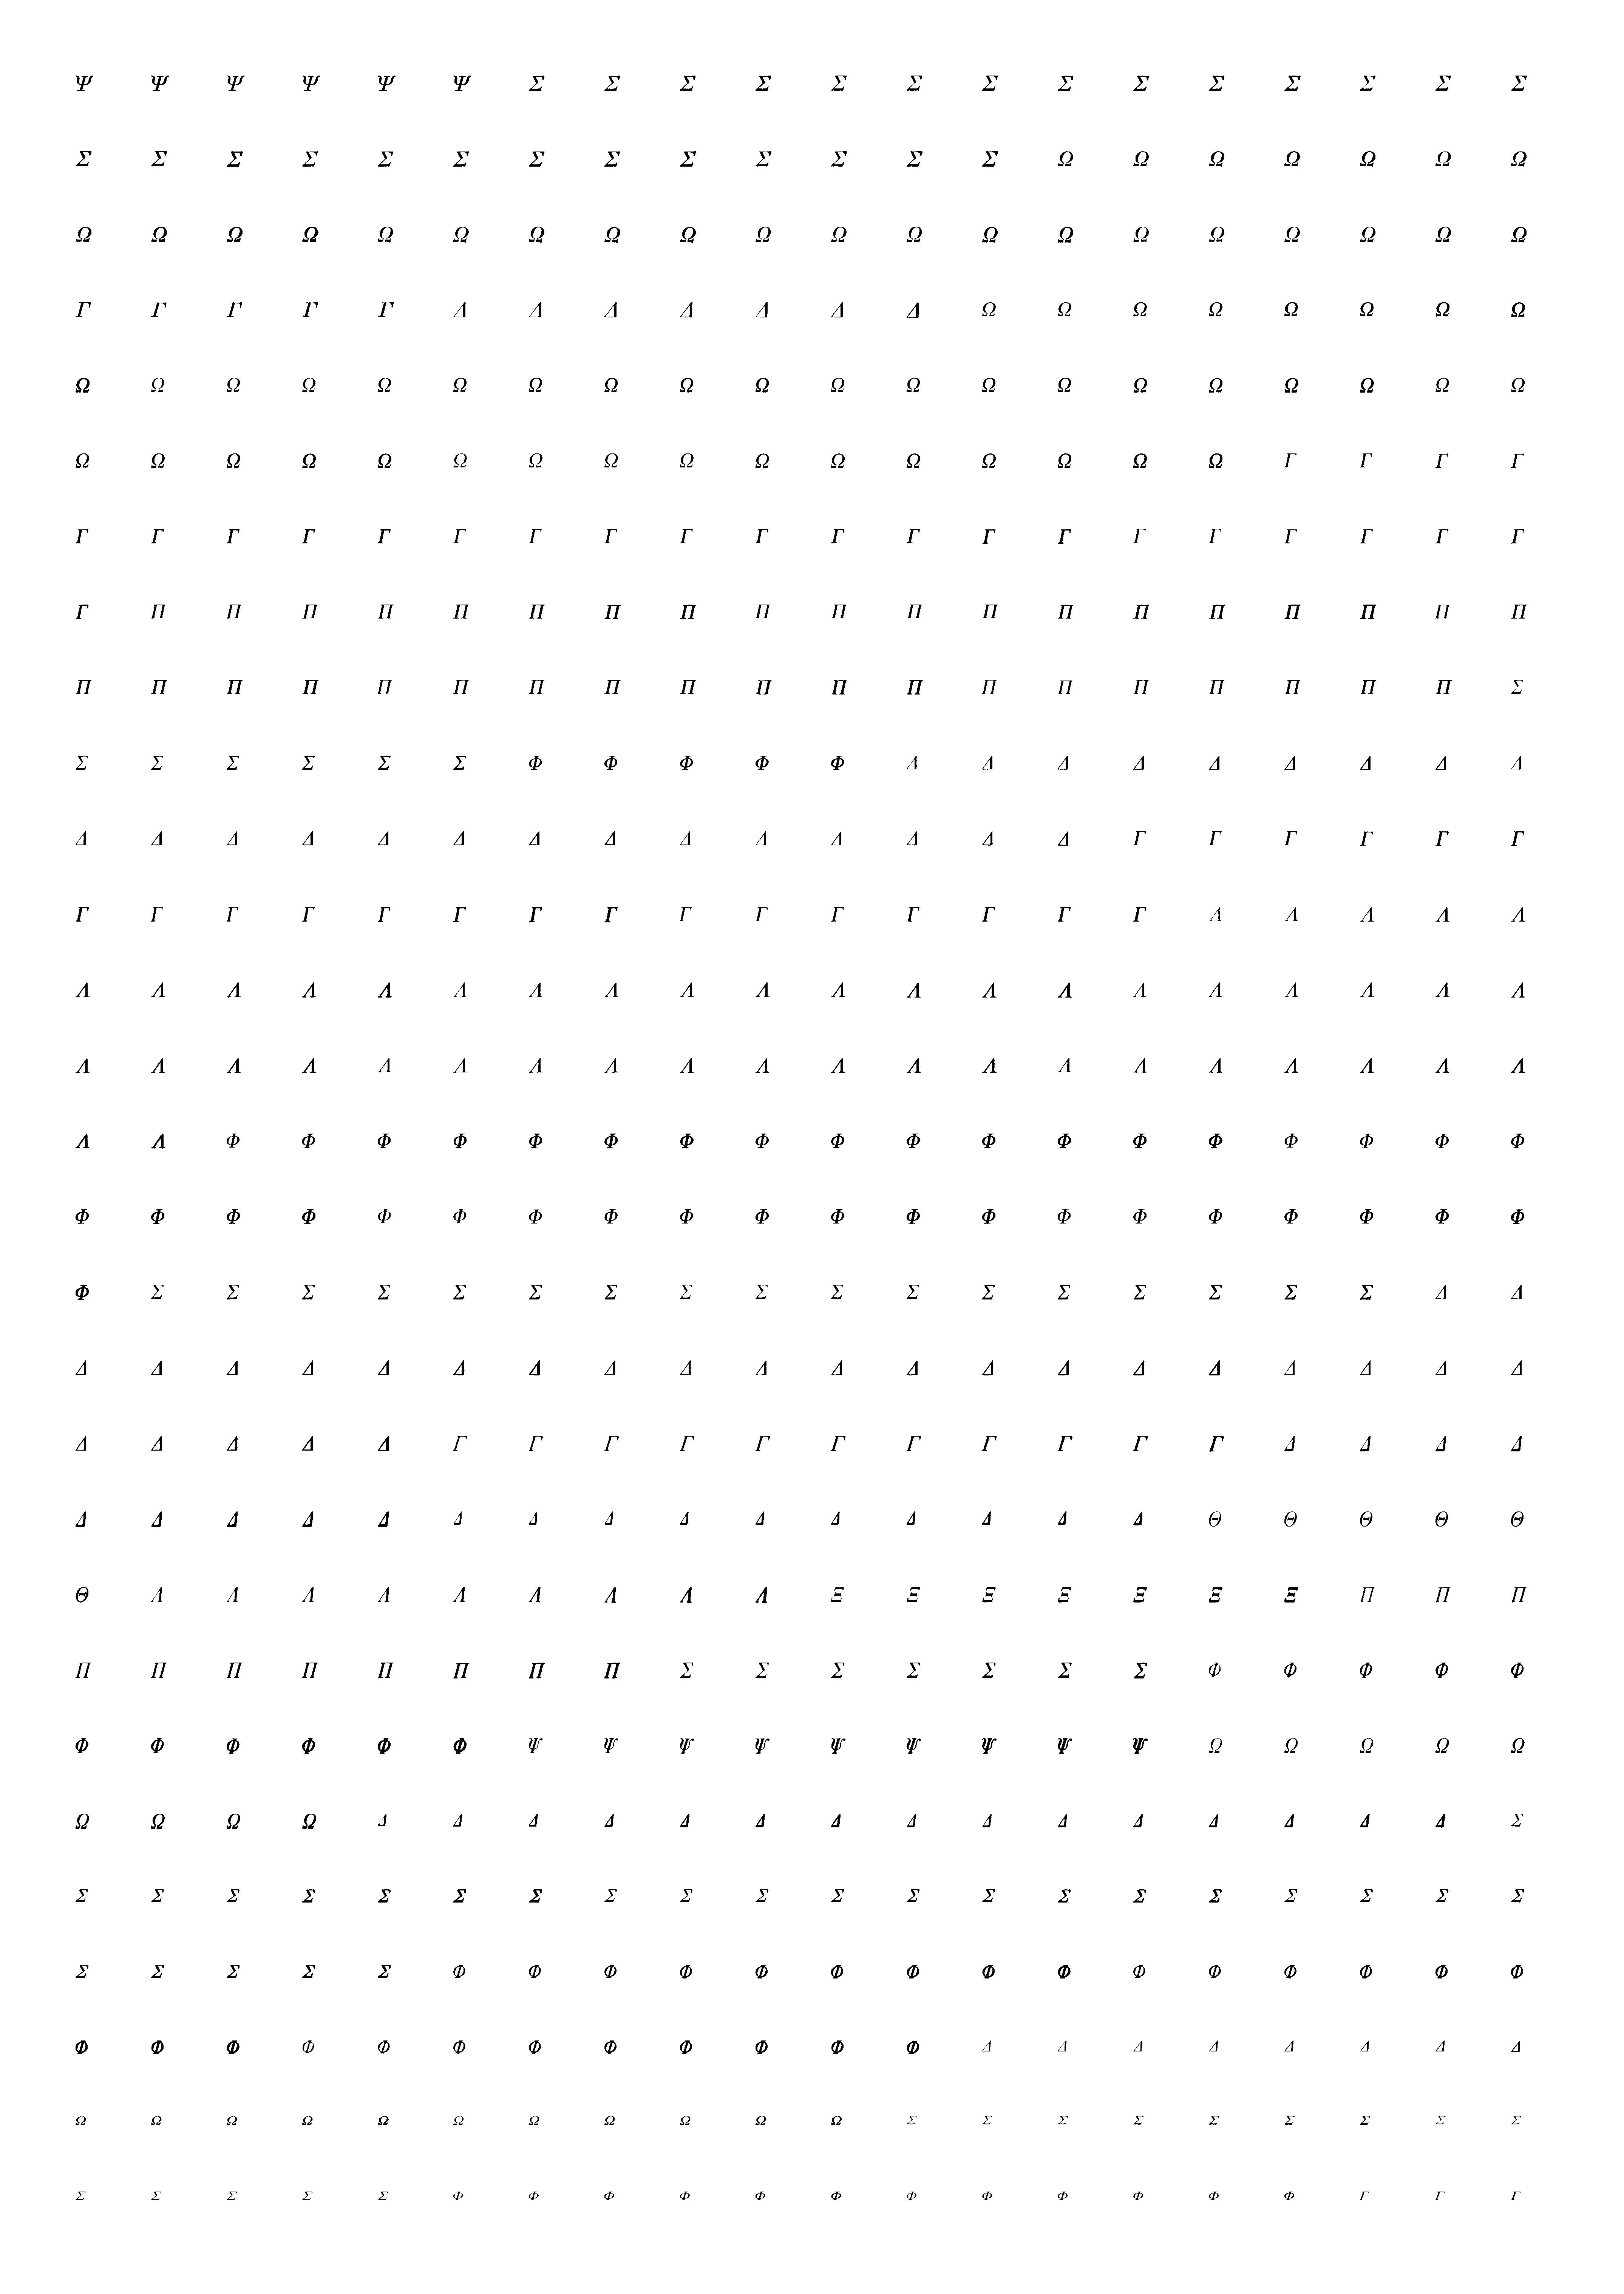 Ψ Ψ Ψ Ψ Ψ Ψ Σ Σ Σ Σ Σ Σ Σ Σ Σ Σ Σ Σ Σ Σ
Σ Σ Σ Σ Σ Σ Σ Σ Σ Σ Σ Σ Σ Ω Ω Ω Ω Ω Ω Ω
Ω Ω Ω Ω Ω Ω Ω Ω Ω Ω Ω Ω Ω Ω Ω Ω Ω Ω Ω Ω
Γ Γ Γ Γ Γ Δ Δ Δ Δ Δ Δ Δ Ω Ω Ω Ω Ω Ω Ω Ω
Ω Ω Ω Ω Ω Ω Ω Ω Ω Ω Ω Ω Ω Ω Ω Ω Ω Ω Ω Ω
Ω Ω Ω Ω Ω Ω Ω Ω Ω Ω Ω Ω Ω Ω Ω Ω Γ Γ Γ Γ
Γ Γ Γ Γ Γ Γ Γ Γ Γ Γ Γ Γ Γ Γ Γ Γ Γ Γ Γ Γ
Γ Π Π Π Π Π Π Π Π Π Π Π Π Π Π Π Π Π Π Π
Π Π Π Π Π Π Π Π Π Π Π Π Π Π Π Π Π Π Π Σ
Σ Σ Σ Σ Σ Σ Φ Φ Φ Φ Φ Δ Δ Δ Δ Δ Δ Δ Δ Δ
Δ Δ Δ Δ Δ Δ Δ Δ Δ Δ Δ Δ Δ Δ Γ Γ Γ Γ Γ Γ
Γ Γ Γ Γ Γ Γ Γ Γ Γ Γ Γ Γ Γ Γ Γ Λ Λ Λ Λ Λ
Λ Λ Λ Λ Λ Λ Λ Λ Λ Λ Λ Λ Λ Λ Λ Λ Λ Λ Λ Λ
Λ Λ Λ Λ Λ Λ Λ Λ Λ Λ Λ Λ Λ Λ Λ Λ Λ Λ Λ Λ
Λ Λ Φ Φ Φ Φ Φ Φ Φ Φ Φ Φ Φ Φ Φ Φ Φ Φ Φ Φ
Φ Φ Φ Φ Φ Φ Φ Φ Φ Φ Φ Φ Φ Φ Φ Φ Φ Φ Φ Φ
Φ Σ Σ Σ Σ Σ Σ Σ Σ Σ Σ Σ Σ Σ Σ Σ Σ Σ Δ Δ
Δ Δ Δ Δ Δ Δ Δ Δ Δ Δ Δ Δ Δ Δ Δ Δ Δ Δ Δ Δ
Δ Δ Δ Δ Δ Γ Γ Γ Γ Γ Γ Γ Γ Γ Γ Γ Δ Δ Δ Δ
Δ Δ Δ Δ Δ Δ Δ Δ Δ Δ Δ Δ Δ Δ Δ Θ Θ Θ Θ Θ
Θ Λ Λ Λ Λ Λ Λ Λ Λ Λ Ξ Ξ Ξ Ξ Ξ Ξ Ξ Π Π Π
Π Π Π Π Π Π Π Π Σ Σ Σ Σ Σ Σ Σ Φ Φ Φ Φ Φ
Φ Φ Φ Φ Φ Φ Ψ Ψ Ψ Ψ Ψ Ψ Ψ Ψ Ψ Ω Ω Ω Ω Ω
Ω Ω Ω Ω Δ Δ Δ Δ Δ Δ Δ Δ Δ Δ Δ Δ Δ Δ Δ Σ
Σ Σ Σ Σ Σ Σ Σ Σ Σ Σ Σ Σ Σ Σ Σ Σ Σ Σ Σ Σ
Σ Σ Σ Σ Σ Φ Φ Φ Φ Φ Φ Φ Φ Φ Φ Φ Φ Φ Φ Φ
Φ Φ Φ Φ Φ Φ Φ Φ Φ Φ Φ Φ Δ Δ Δ Δ Δ Δ Δ Δ
Ω Ω Ω Ω Ω Ω Ω Ω Ω Ω Ω Σ Σ Σ Σ Σ Σ Σ Σ Σ
Σ Σ Σ Σ Σ Φ Φ Φ Φ Φ Φ Φ Φ Φ Φ Φ Φ Γ Γ Γ